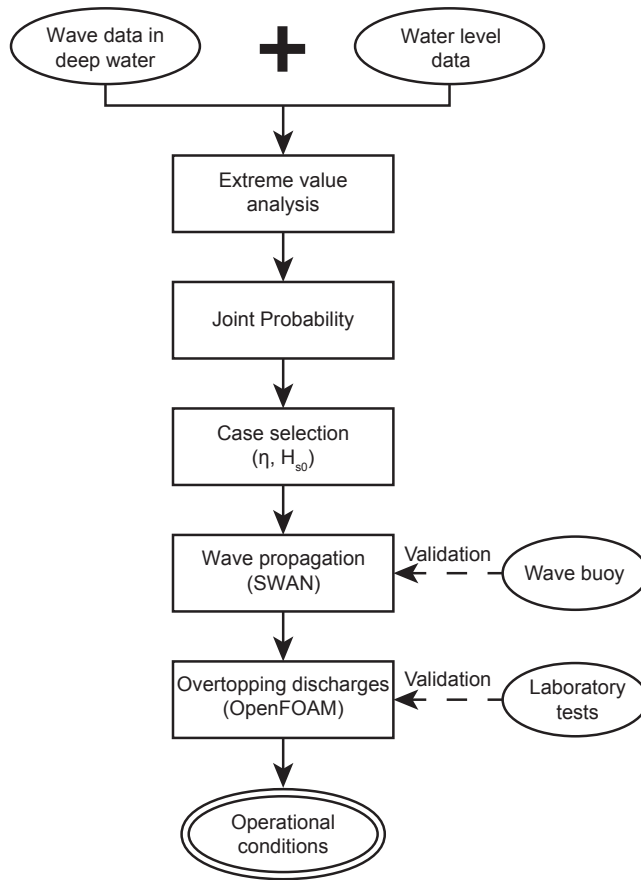 Wave data in
deep water
+
Water level
data
Extreme value
analysis
Joint Probability
Case selection
(η, Hs0)
Wave propagation
(SWAN)
Validation
Wave buoy
Overtopping discharges
(OpenFOAM)
Validation
Laboratory
tests
Operational
conditions